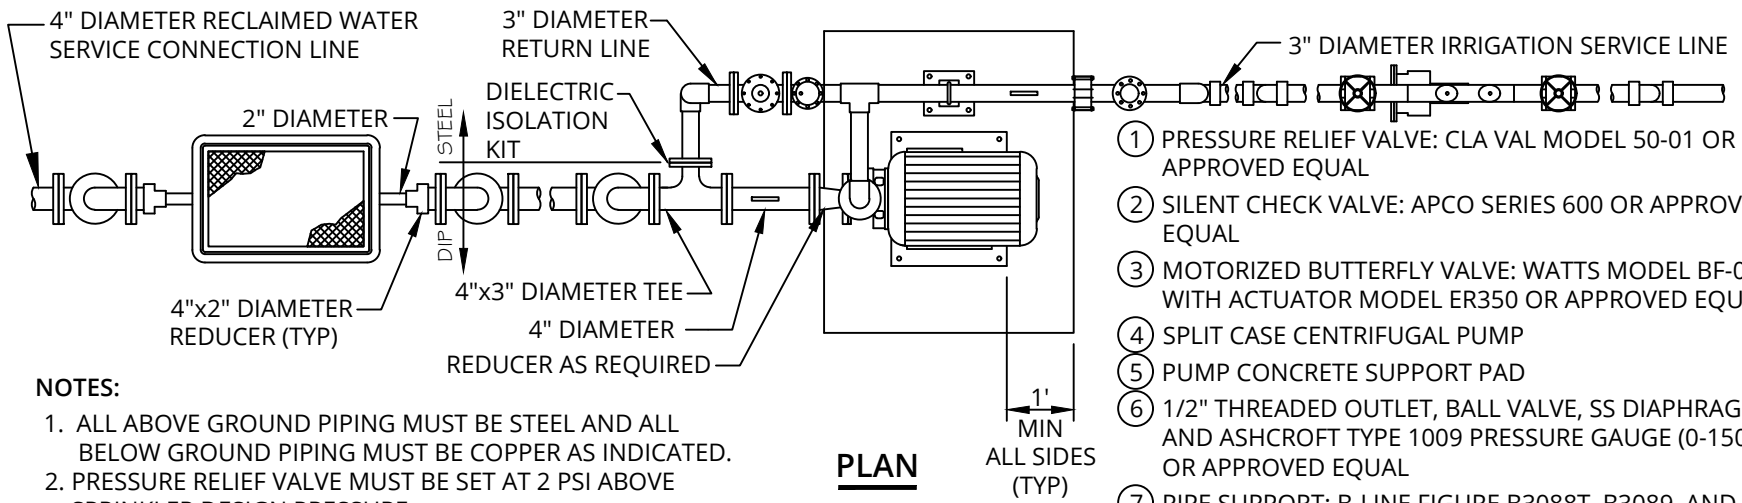 4" DIAMETER RECLAIMED WATER
SERVICE CONNECTION LINE
3" DIAMETER
RETURN LINE
3" DIAMETER IRRIGATION SERVICE LINE
DIELECTRIC
ISOLATION
KIT
2" DIAMETER
STEEL
DIP
4"x2" DIAMETER
REDUCER (TYP)
4"x3" DIAMETER TEE
4" DIAMETER
REDUCER AS REQUIRED
1'
MIN
ALL SIDES
(TYP)
PLAN
NOTES:
1. ALL ABOVE GROUND PIPING MUST BE STEEL AND ALL
BELOW GROUND PIPING MUST BE COPPER AS INDICATED.
2. PRESSURE RELIEF VALVE MUST BE SET AT 2 PSI ABOVE
SPRINKLER DESIGN PRESSURE
1 PRESSURE RELIEF VALVE: CLA VAL MODEL 50-01 OR
APPROVED EQUAL
2 SILENT CHECK VALVE: APCO SERIES 600 OR APPROV
EQUAL
3 MOTORIZED BUTTERFLY VALVE: WATTS MODEL BF-0
WITH ACTUATOR MODEL ER350 OR APPROVED EQU
4 SPLIT CASE CENTRIFUGAL PUMP
5 PUMP CONCRETE SUPPORT PAD
6 1/2" THREADED OUTLET, BALL VALVE, SS DIAPHRAG
AND ASHCROFT TYPE 1009 PRESSURE GAUGE (0-150
OR APPROVED EQUAL
7 PIPE SUPPORT: B-LINE FIGURE B3088T, B3089, AND